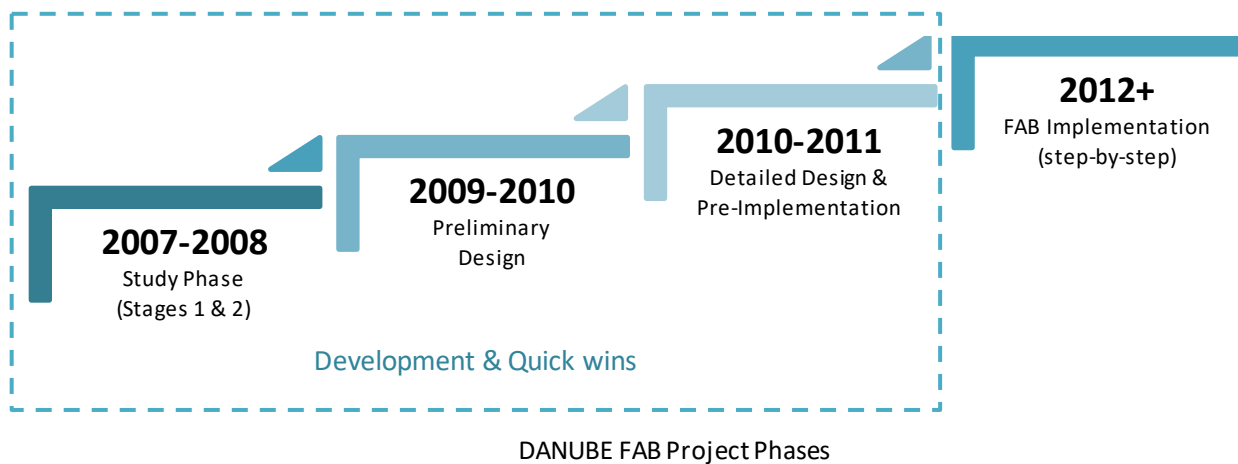 2007-2008
Study Phase
(Stages 1 & 2)
2009-2010
Preliminary
Design
2010-2011
Detailed Design &
Pre-Implementation
2012+
FAB Implementation
(step-by-step)
Development & Quick wins
DANUBE FAB Project Phases